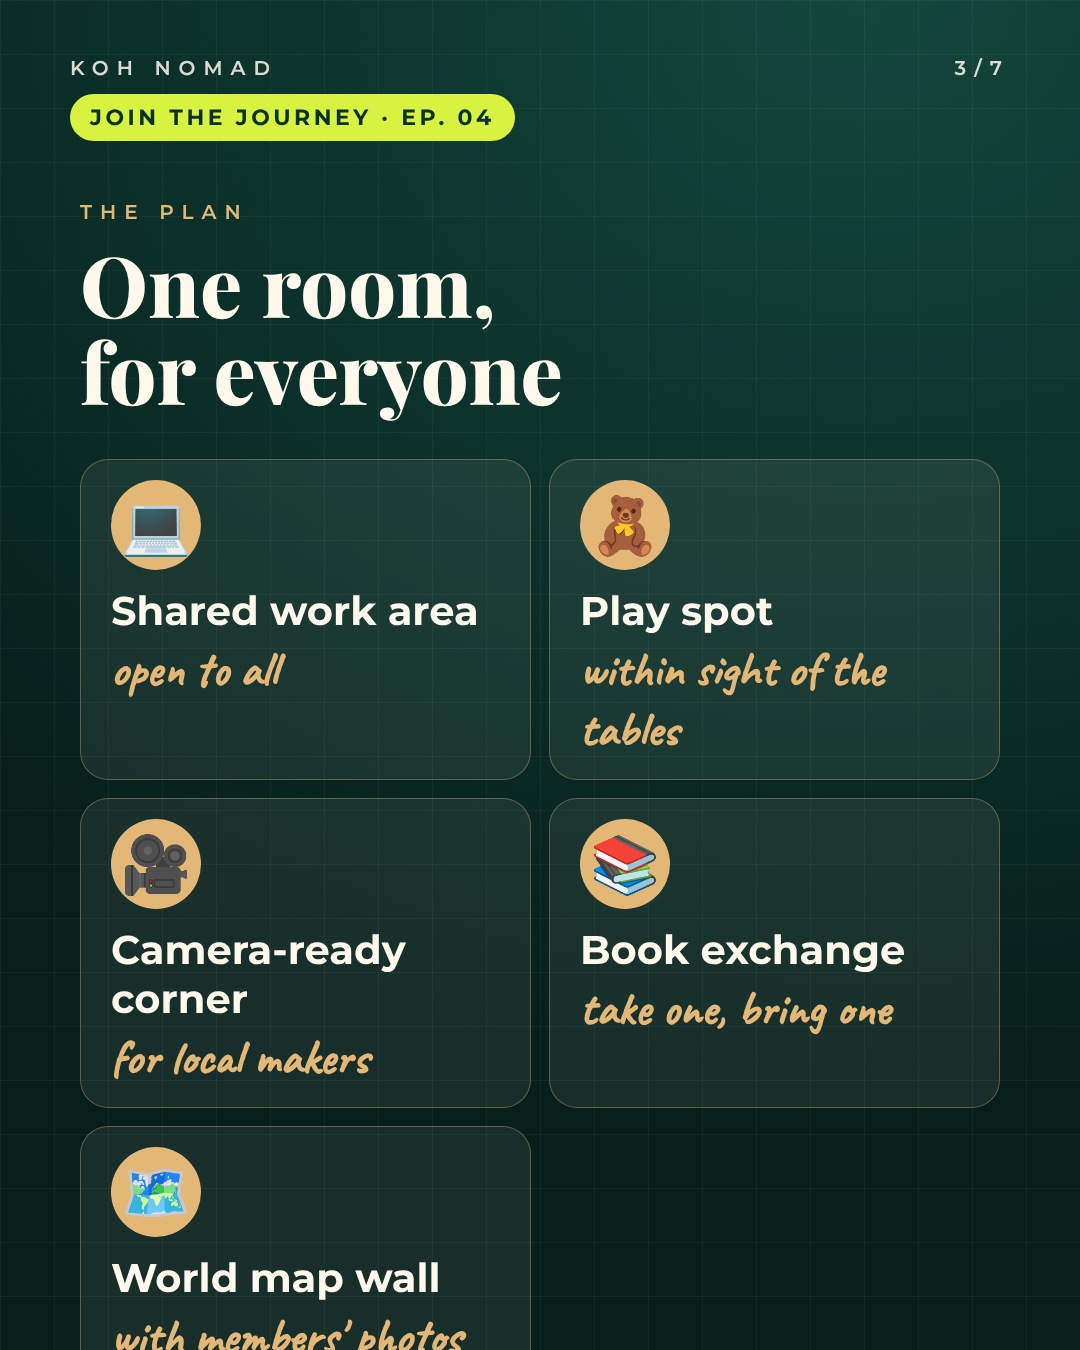 KOH NOMAD
3 / 7
JOIN THE JOURNEY · EP. 04
THE PLAN
One room,
for everyone
Shared work area
open to all
Play spot
within sight of the
tables
Camera-ready
corner
for local makers
Book exchange
take one, bring one
World map wall
with members' photos